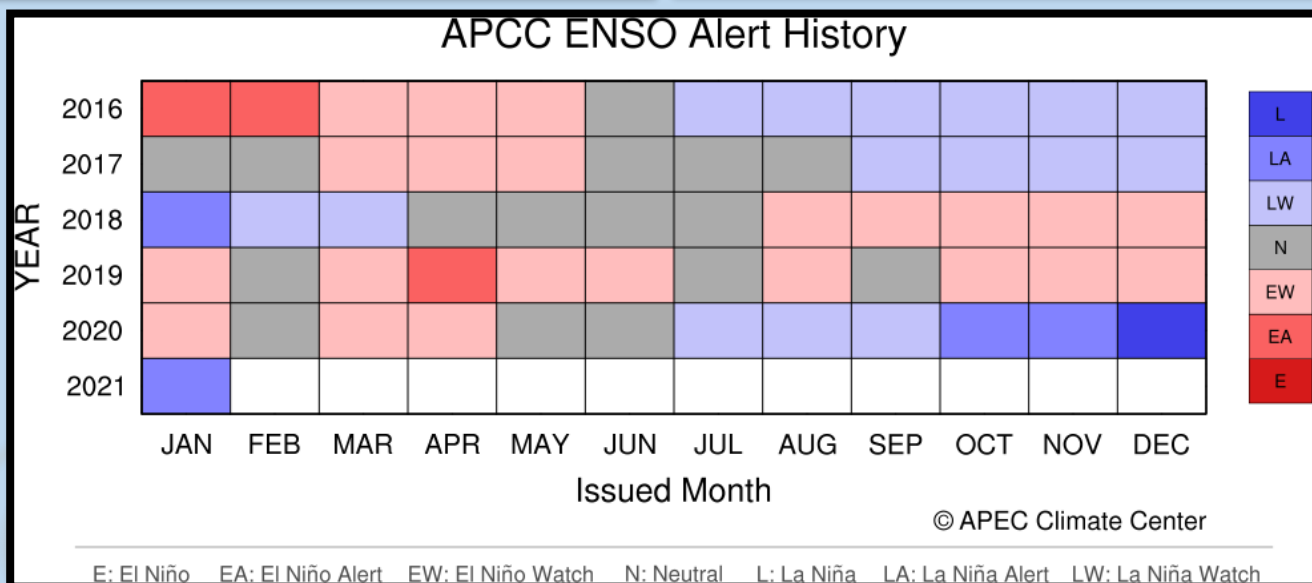 APCC ENSO Alert History
YEAR
2016
2017
2018
2019
2020
2021
JAN FEB MAR APR MAY JUN JUL AUG SEP OCT NOV DEC
Issued Month
L
LA
LW
N
EW
EA
E
© APEC Climate Center
E: El Niño EA: El Niño Alert EW: El Niño Watch N: Neutral L: La Niña LA: La Niña Alert LW: La Niña Watch